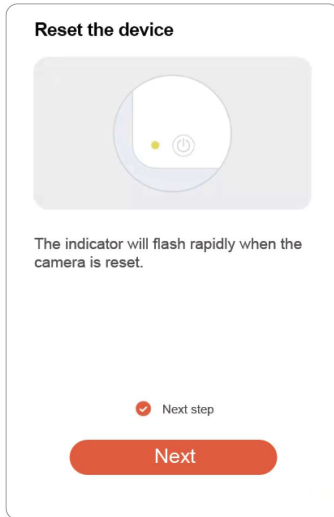 Reset the device
The indicator will flash rapidly when the
camera is reset.
Next step
Next